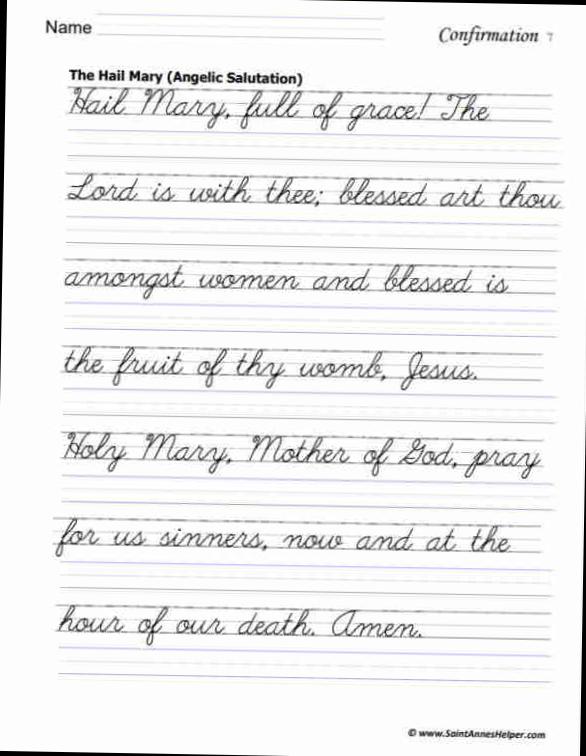 Name
Confirmation 7
The Hail Mary (Angelic Salutation)
Hail Mary, full of grace! The
Lord is with thee; blessed art thou
amongst women and blessed is
the fruit of thy womb, Jesus.
Holy Mary, Mother of God, pray
for us sinners, now and at the
hour of our death. Amen.
© www.SaintAnnesHelper.com